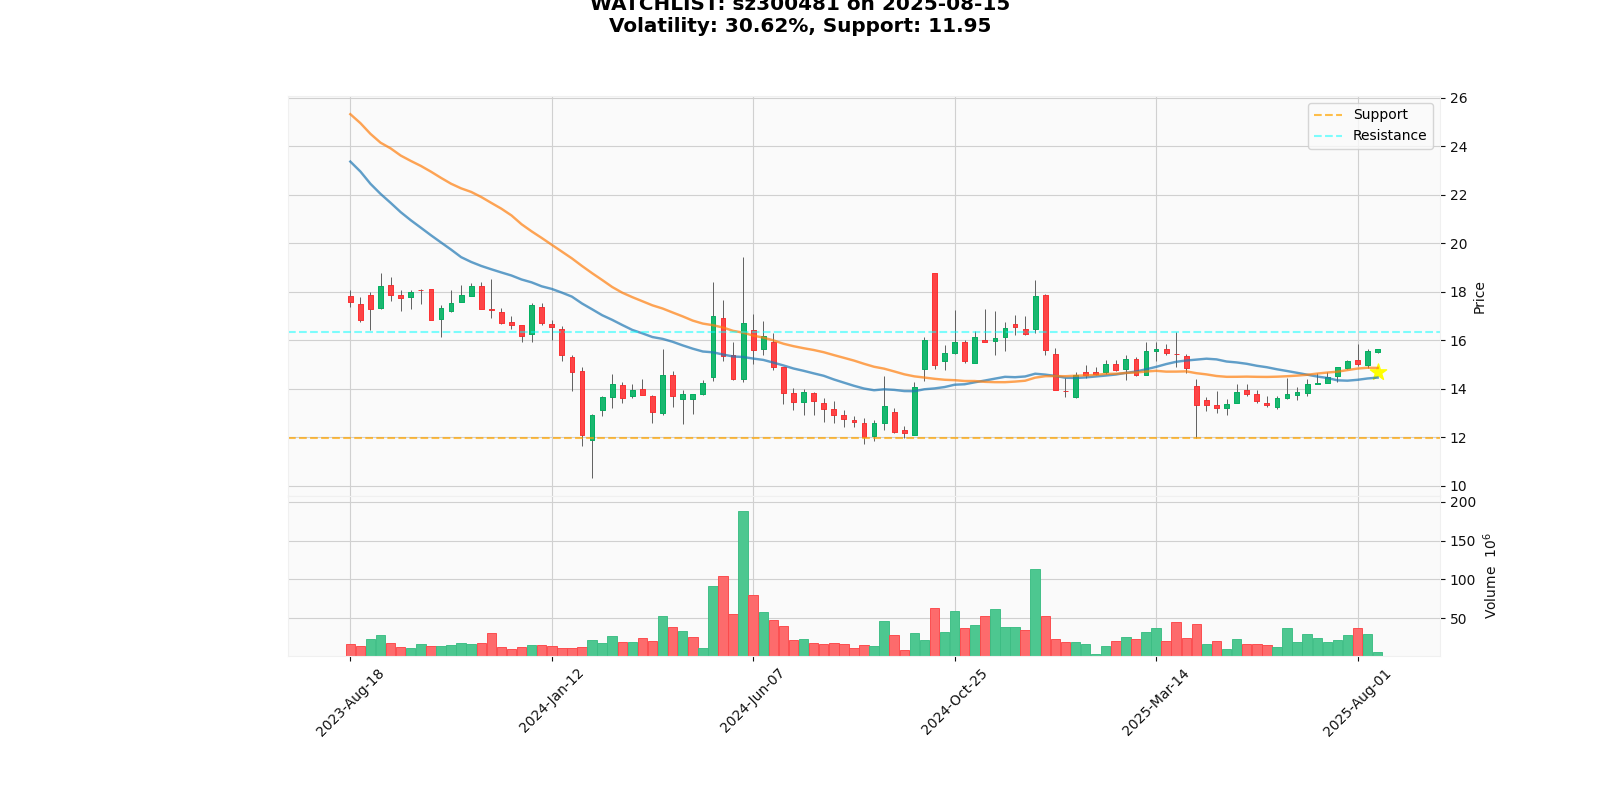 WATCHLIST: sz300481 on 2025-08-15
Volatility: 30.62%, Support: 11.95
Support
Resistance
26
24
22
20
18
16
14
12
10
Price
200
150
100
50
Volume 10⁶
2023-Aug-18
2024-Jan-12
2024-Jun-07
2024-Oct-25
2025-Mar-14
2025-Aug-01